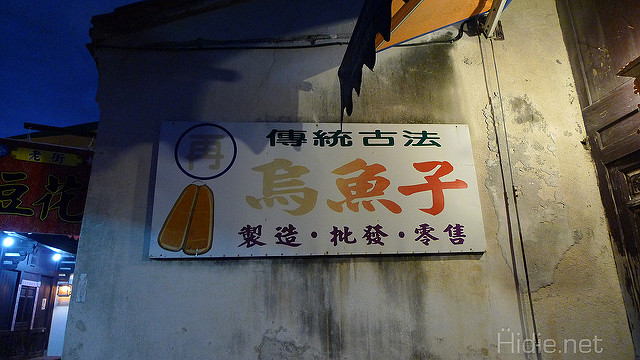 再
傳統古法
烏魚子
製造・批發・零售
老街
豆花
Hidie.net